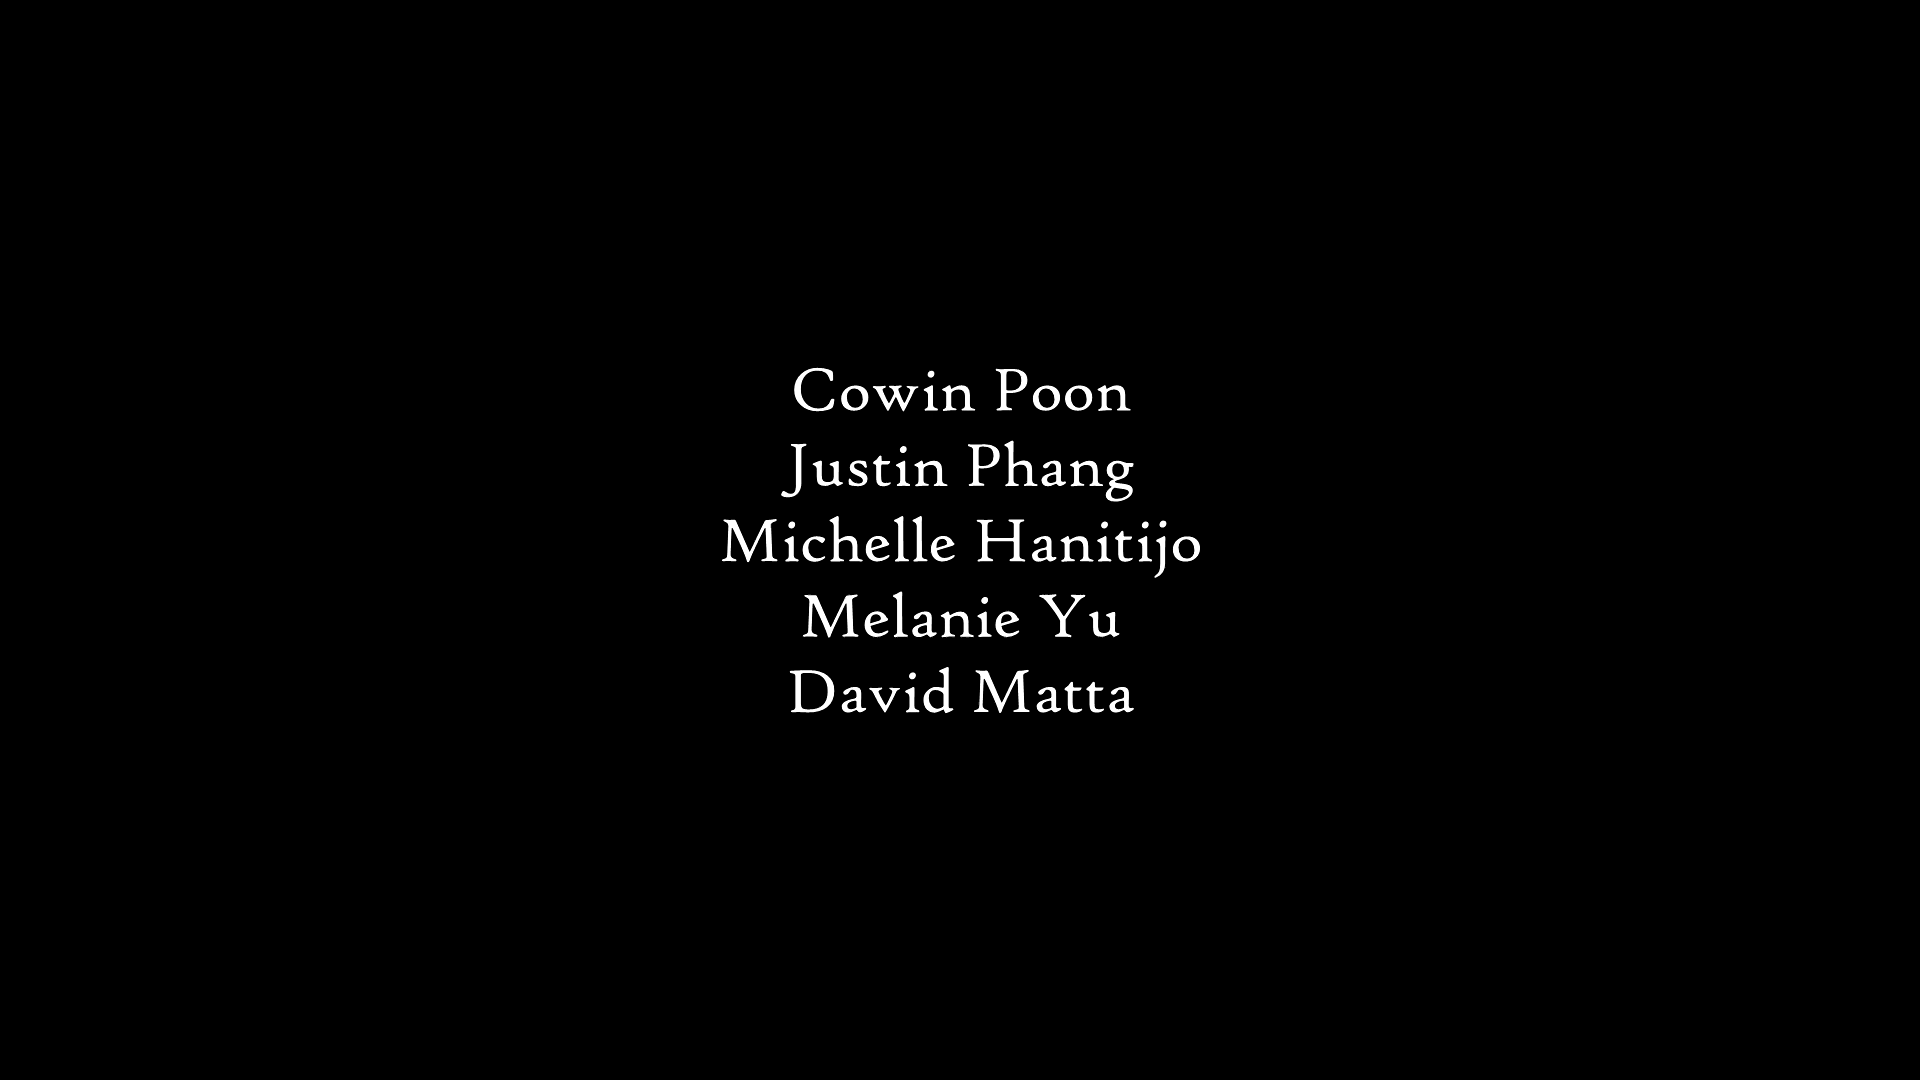 Cowin Poon
Justin Phang
Michelle Hanitijo
Melanie Yu
David Matta